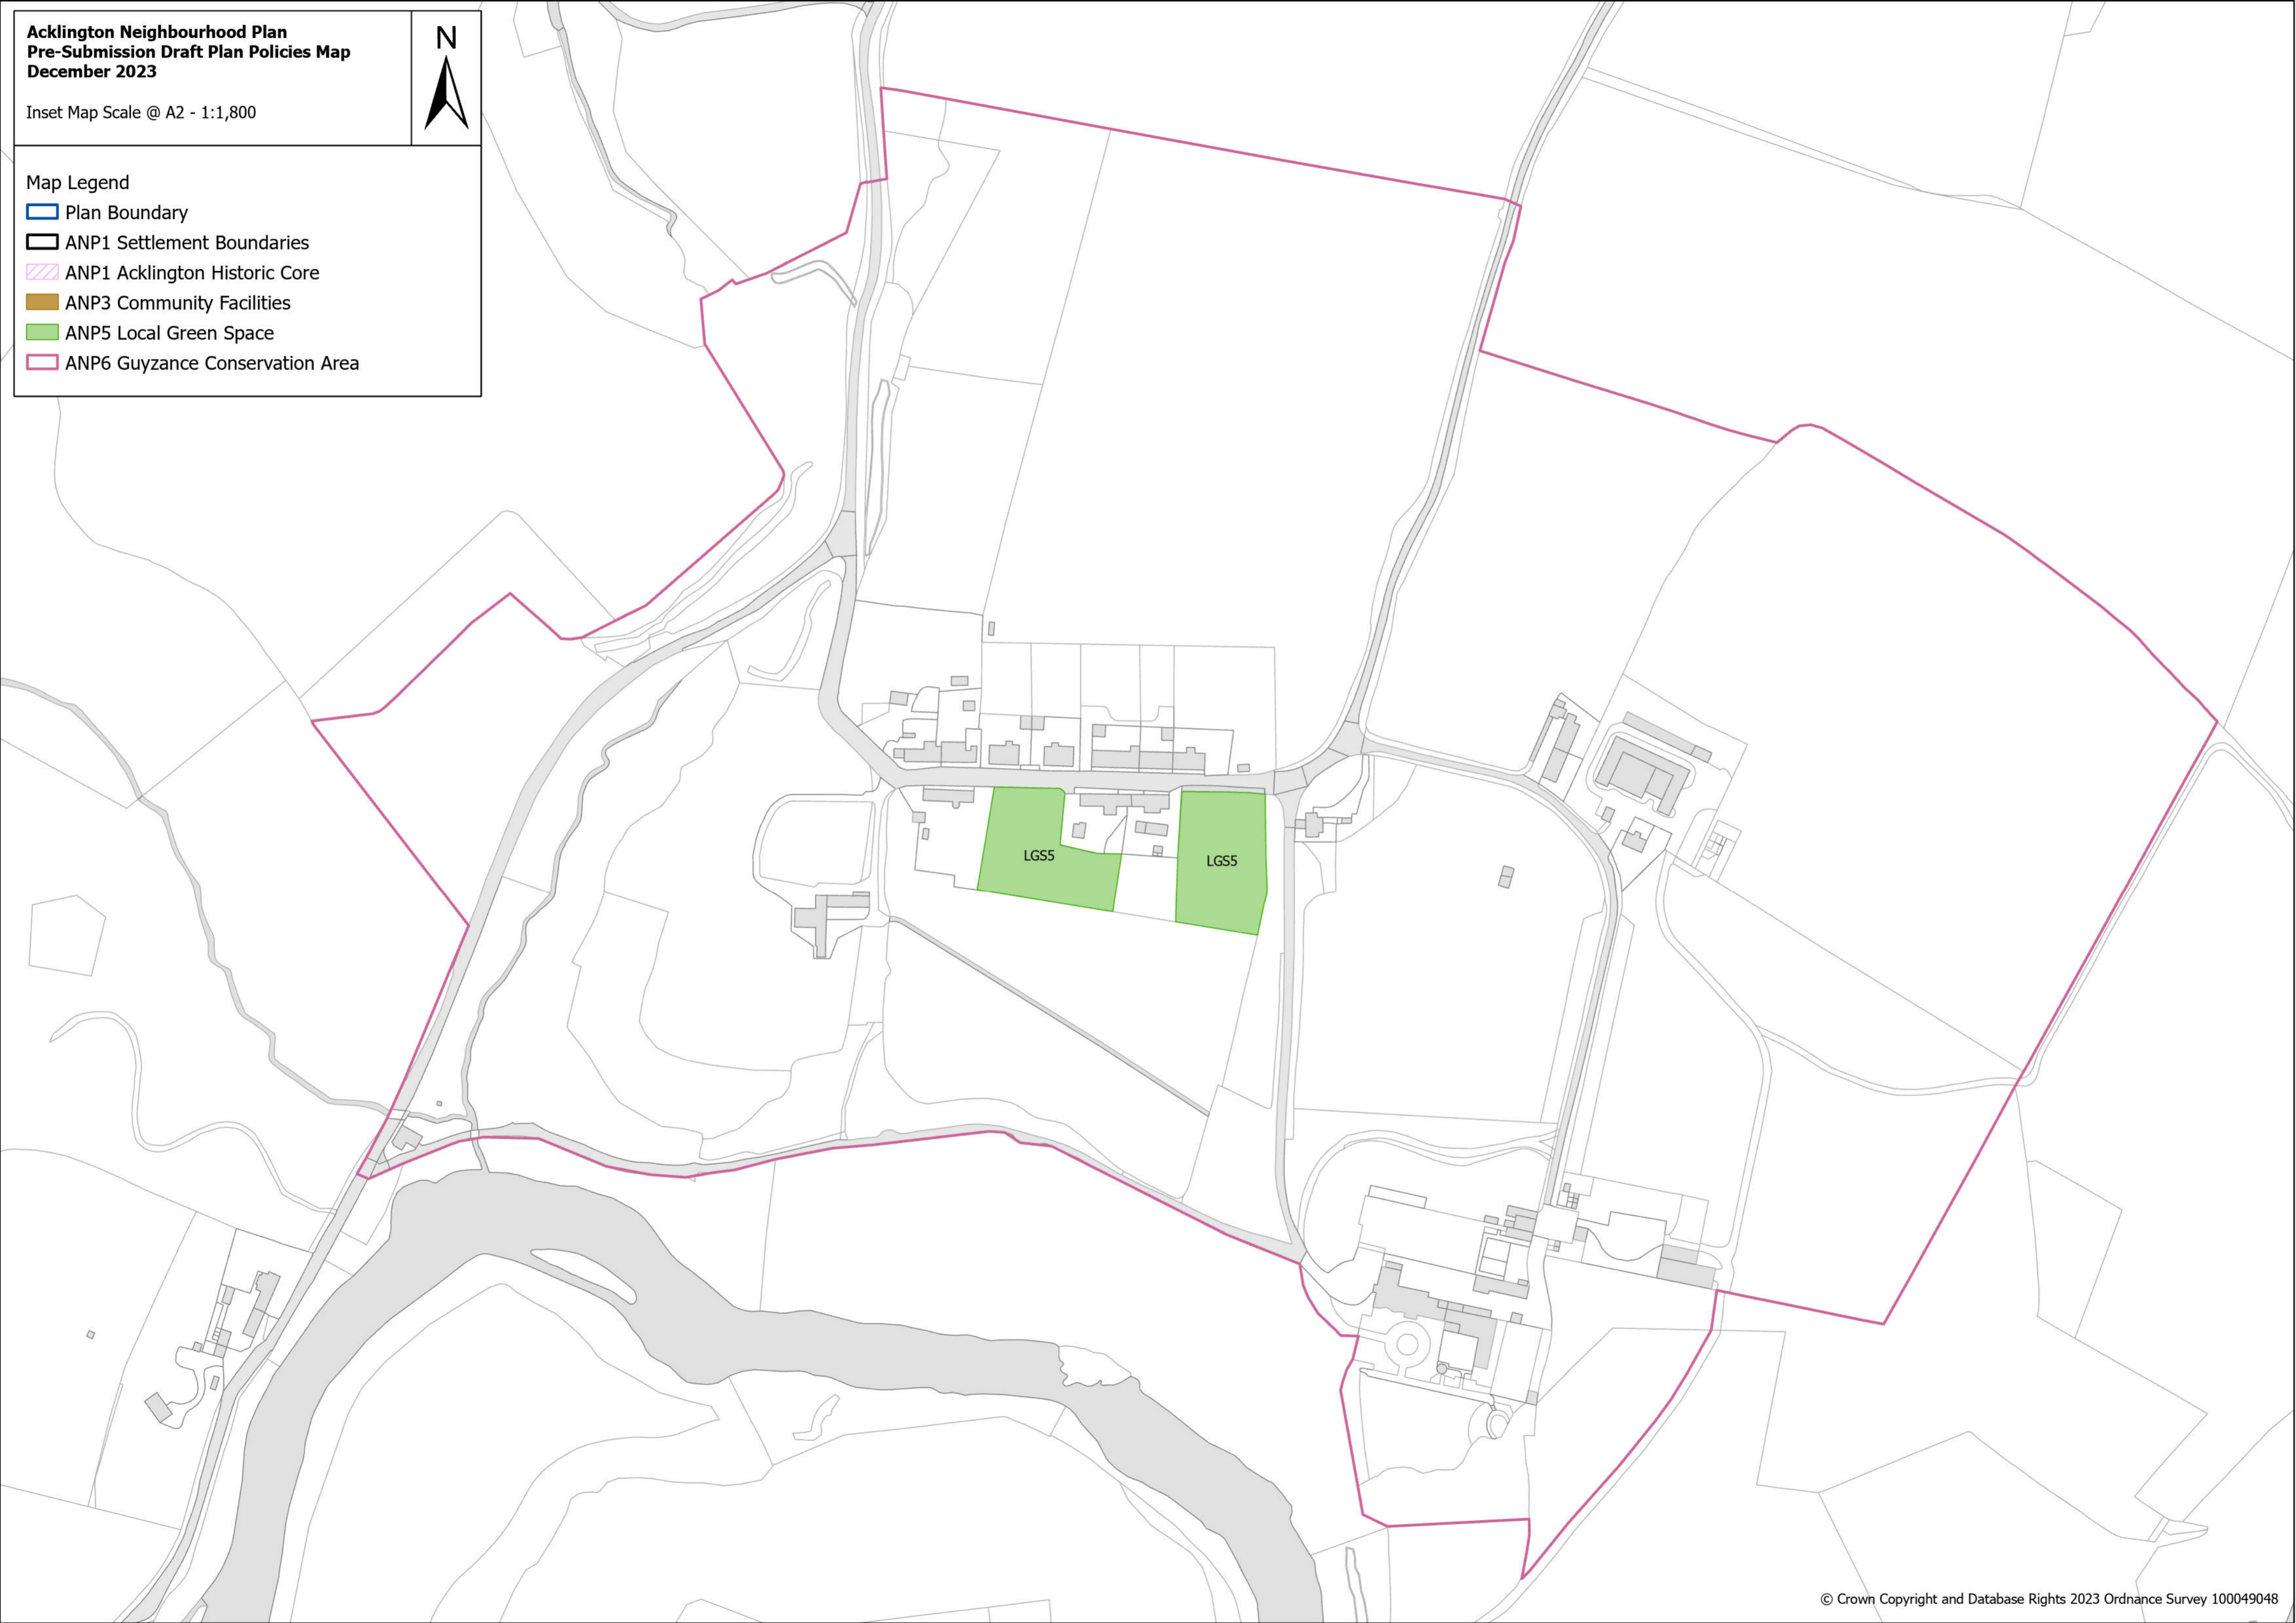 Acklington Neighbourhood Plan
Pre-Submission Draft Plan Policies Map
December 2023
Inset Map Scale @ A2 - 1:1,800
N
Map Legend
Plan Boundary
ANP1 Settlement Boundaries
ANP1 Acklington Historic Core
ANP3 Community Facilities
ANP5 Local Green Space
ANP6 Guyzance Conservation Area
LGS5
LGS5
© Crown Copyright and Database Rights 2023 Ordnance Survey 100049048